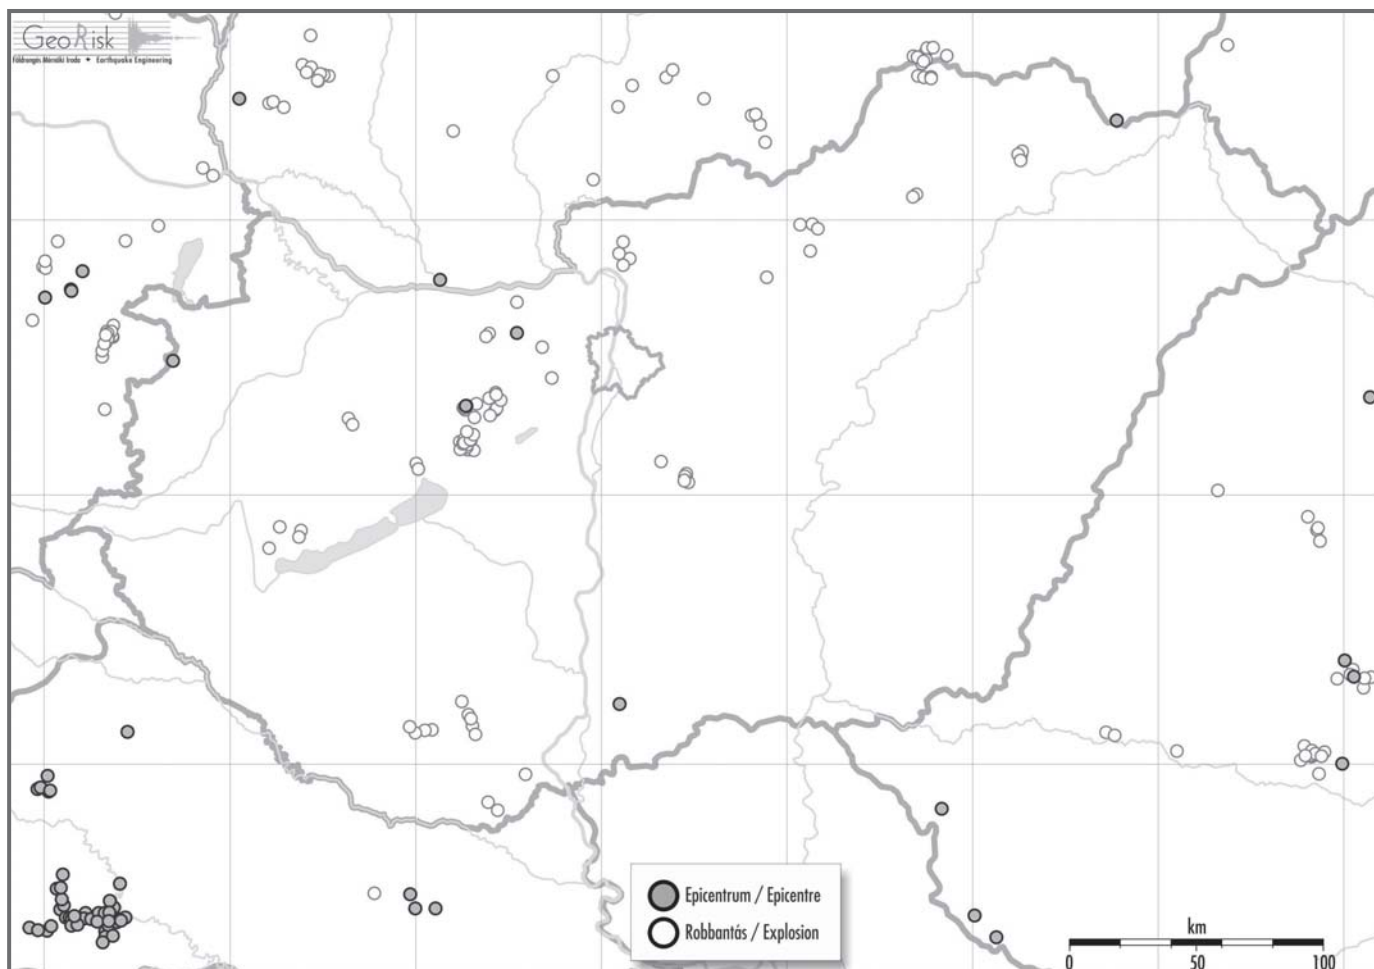 GeoRisk
Földrengés Mérnöki Iroda ✦ Earthquake Engineering
Epicentrum / Epicentre
Robbantás / Explosion
km
0 50 100